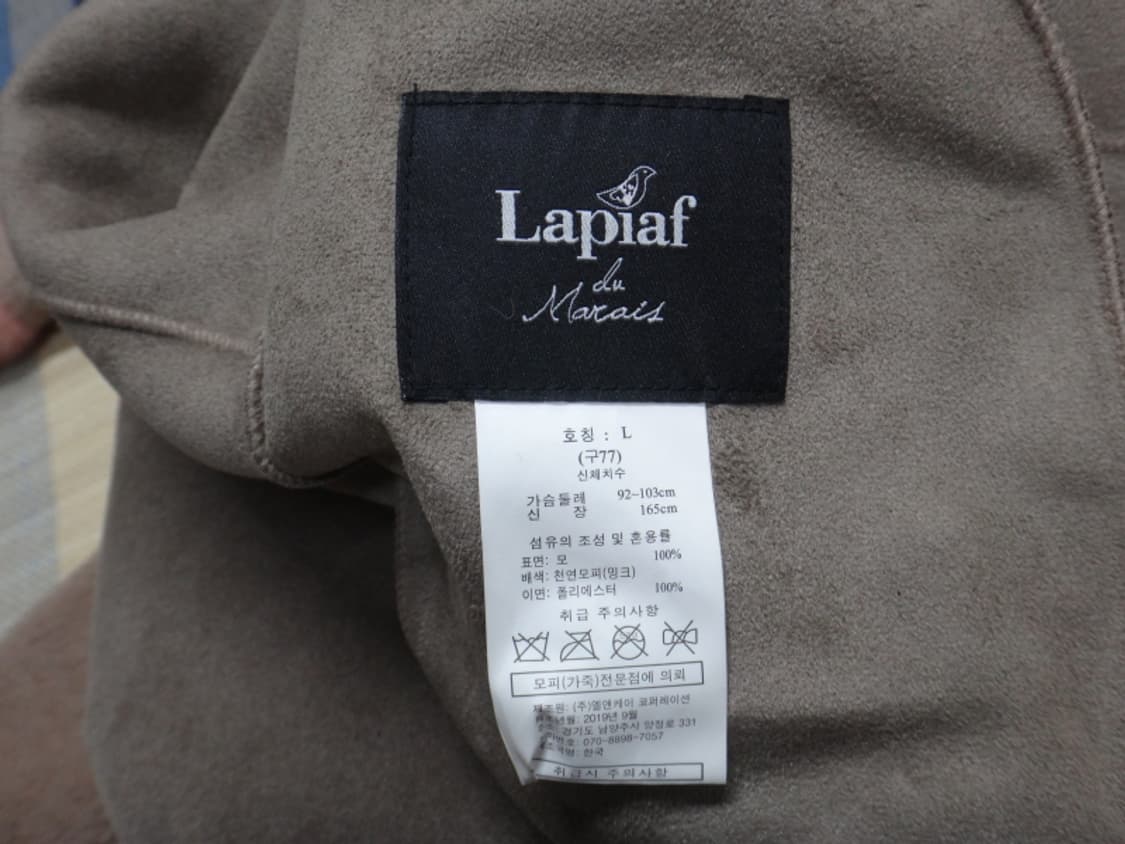 Lapiaf
du
Marais
호칭 : L
(구77)
신체치수
가슴둘레 92~103cm
신 장 165cm
섬유의 조성 및 혼용률
표면: 모 100%
배색: 천연모피(밍크)
이면: 폴리에스터 100%
취급 주의사항
모피(가죽)전문점에 의뢰
제조원: (주)엘앤케어 코퍼레이션
2019년 9월
경기도 남양주시 양정로 331
070-8898-7057
한국
취급시 주의사항